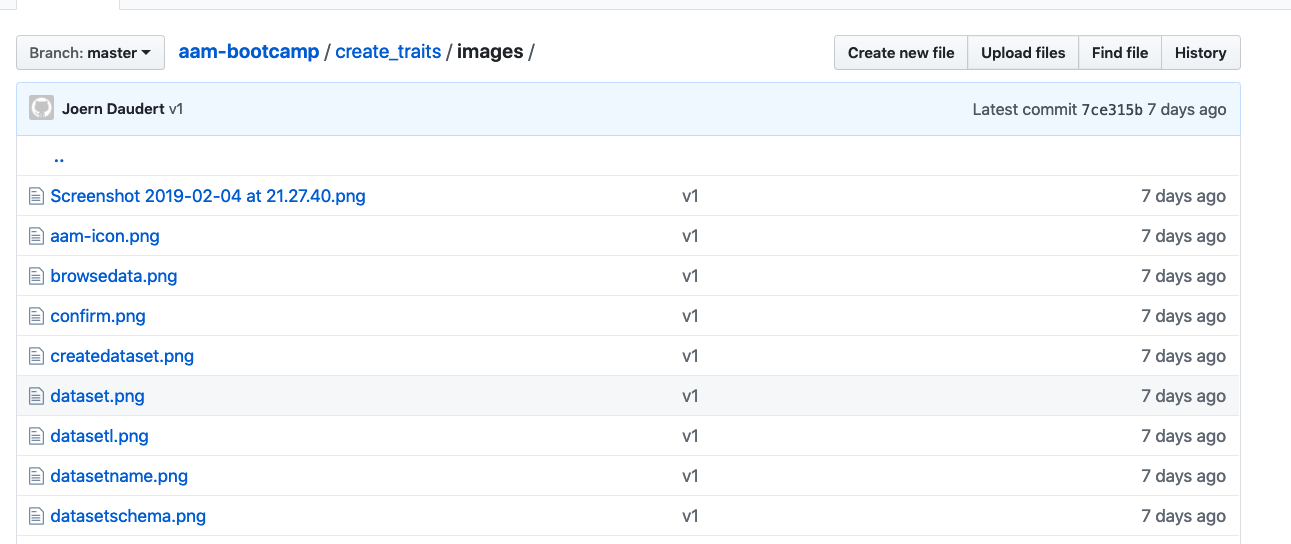 Branch: master aam-bootcamp / create_traits / images / Create new file Upload files Find file History
Joern Daudert v1 Latest commit 7ce315b 7 days ago
..
Screenshot 2019-02-04 at 21.27.40.png v1 7 days ago
aam-icon.png v1 7 days ago
browsedata.png v1 7 days ago
confirm.png v1 7 days ago
createdataset.png v1 7 days ago
dataset.png v1 7 days ago
datasetl.png v1 7 days ago
datasetname.png v1 7 days ago
datasetschema.png v1 7 days ago